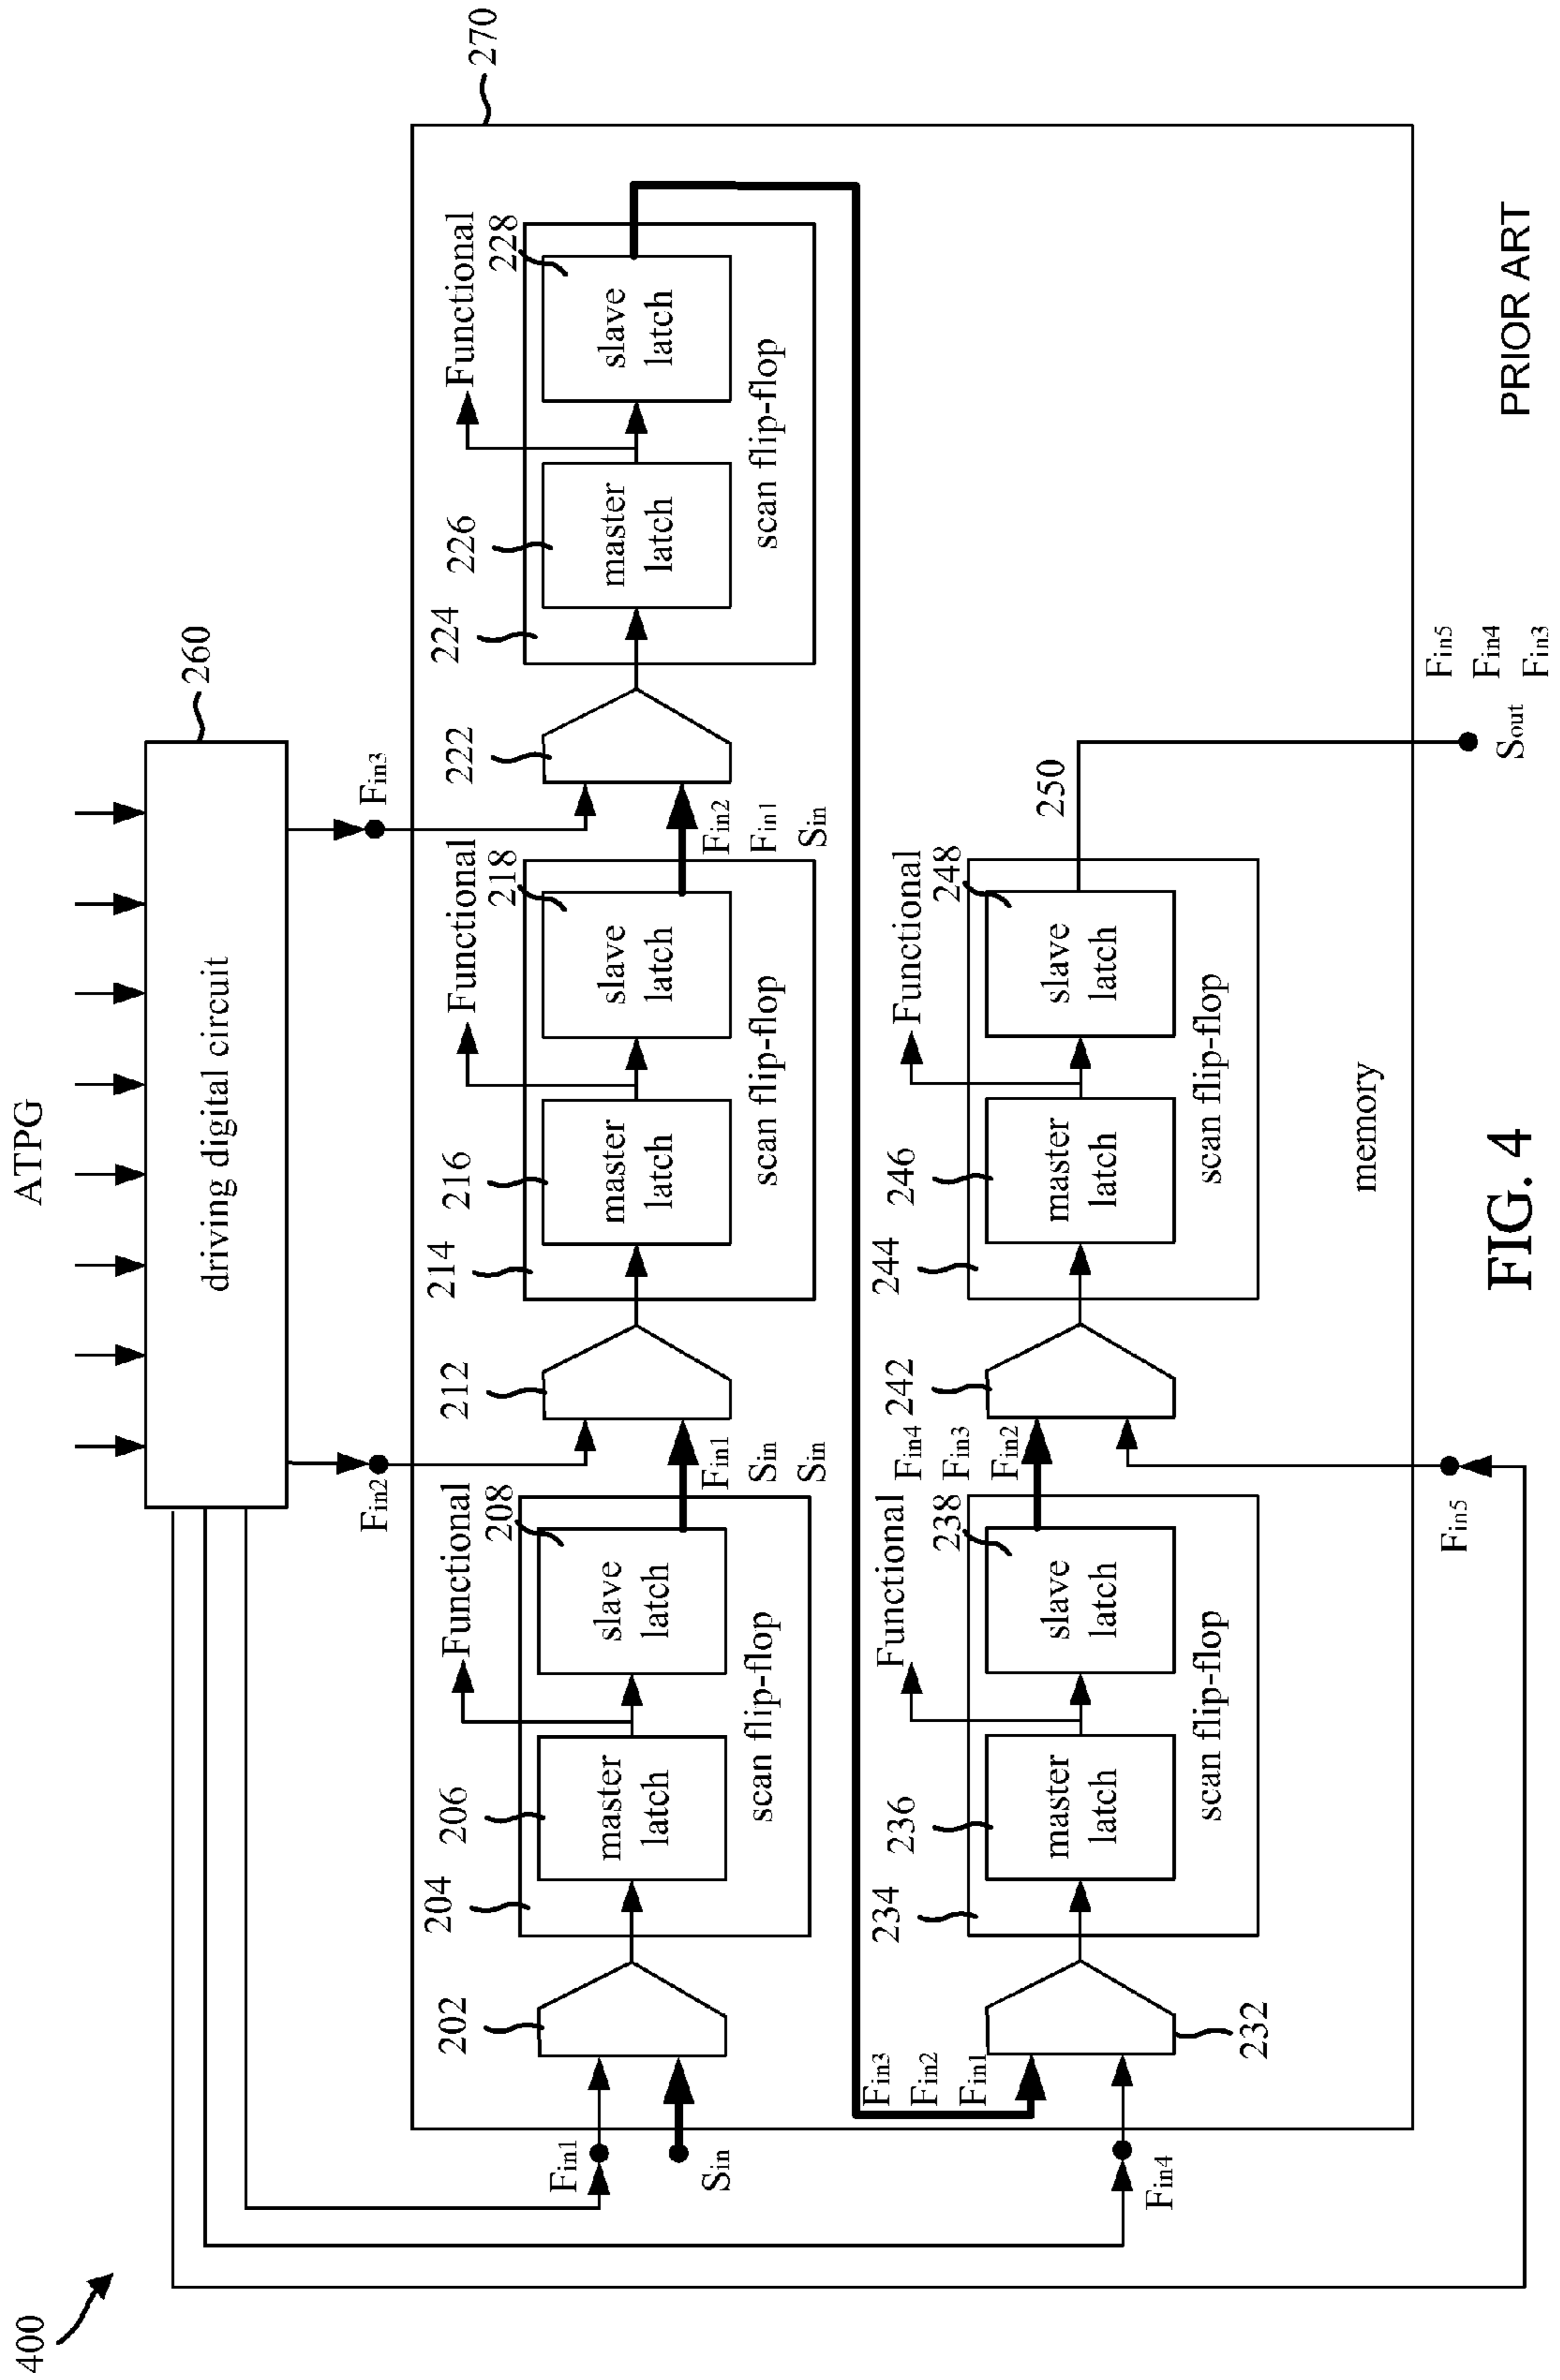 400
ATPG
driving digital circuit
260
Fin2
Fin3
270
Fin1
Sin
202
204
206
master
latch
208
slave
latch
Functional
scan flip-flop
Fin1
Sin
Sin
212
214
216
master
latch
218
slave
latch
Functional
scan flip-flop
Fin2
Fin1
Sin
222
224
226
master
latch
228
slave
latch
Functional
scan flip-flop
Fin3
Fin2
Fin1
Fin4
232
234
236
master
latch
238
slave
latch
Functional
scan flip-flop
Fin4
Fin3
Fin2
Fin5
242
244
246
master
latch
248
slave
latch
Functional
scan flip-flop
250
memory
Sout
Fin5
Fin4
Fin3
FIG. 4
PRIOR ART